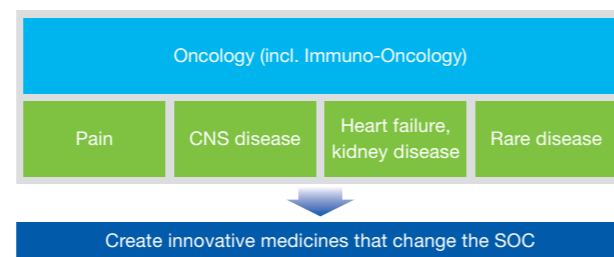 Oncology (incl. Immuno-Oncology)
Pain
CNS disease
Heart failure,
kidney disease
Rare disease
Create innovative medicines that change the SOC